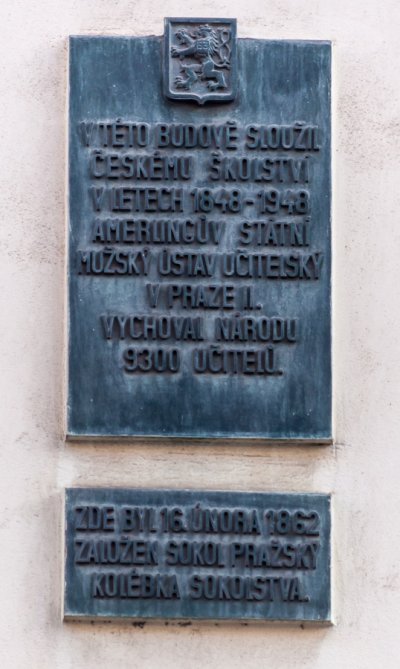 V TÉTO BUDOVĚ SLOUŽIL
ČESKÉMU ŠKOLSTVÍ
V LETECH 1848-1948
AMERLINGŮV STÁTNÍ
MUŽSKÝ ÚSTAV UČITELSKÝ
V PRAZE II.
VYCHOVAL NÁRODU
9300 UČITELŮ.
ZDE BYL 16. ÚNORA 1862
ZALOŽEN SOKOL PRAŽSKÝ
KOLÉBKA SOKOLSTVA.